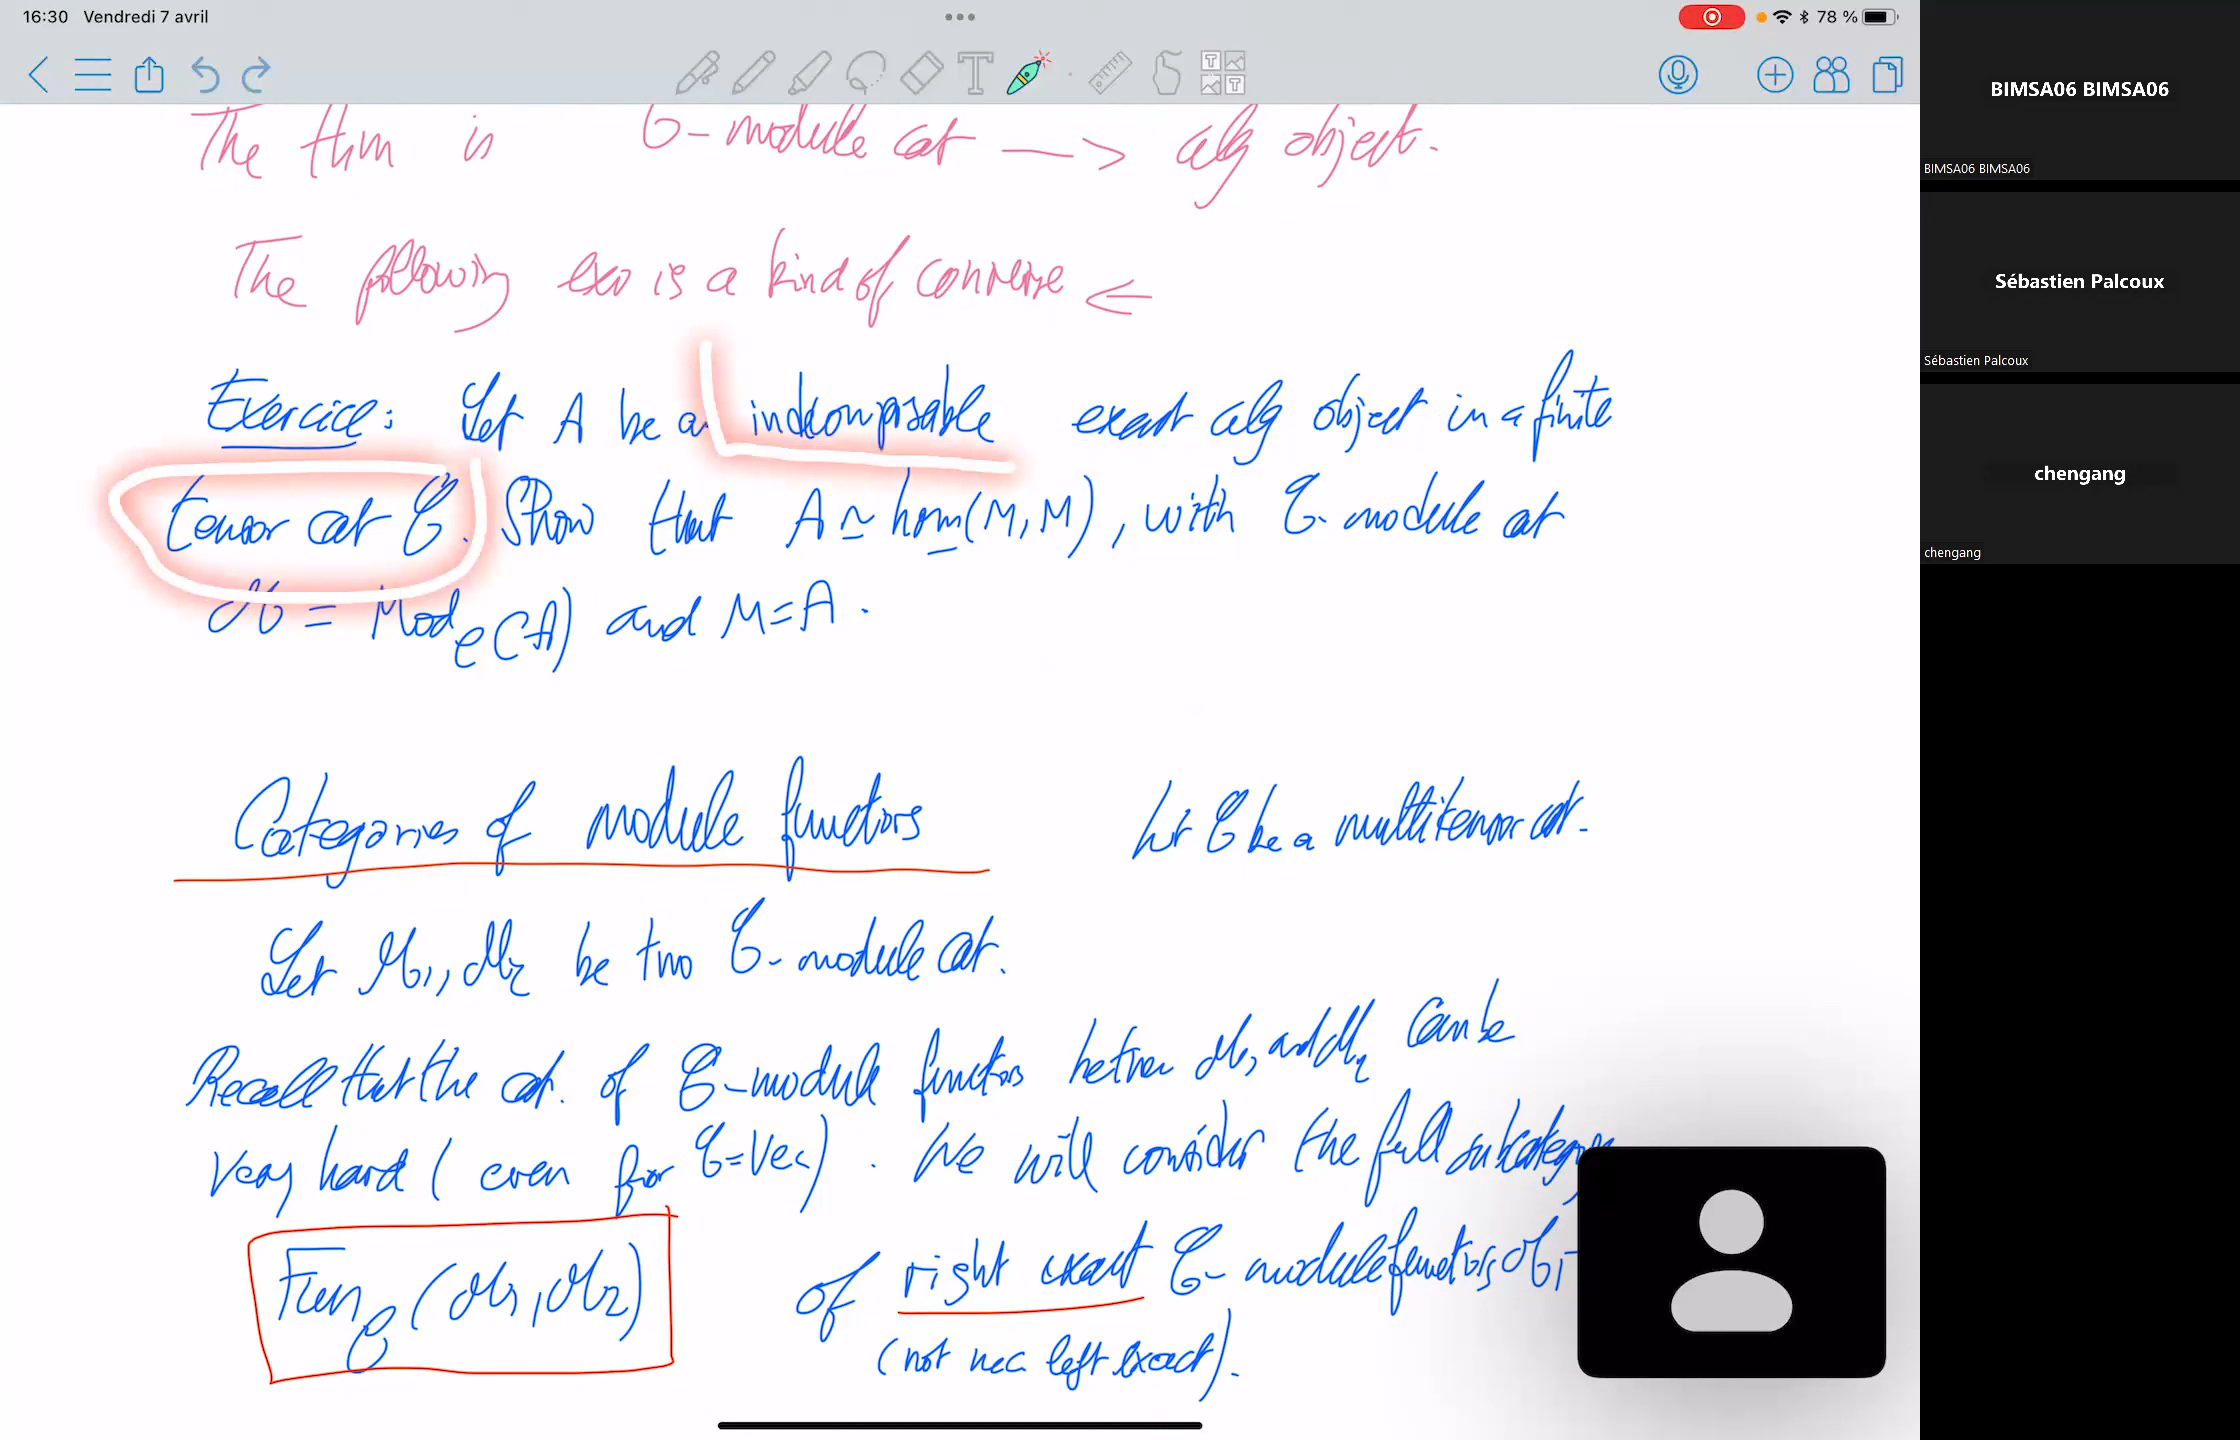 16:30 Vendredi 7 avril
78 %
The thm is C-module cat —> alg object.
The following exo is a kind of converse <=
Exercice: Let A be a indecomposable exact alg object in a finite
tensor cat C. Show that A ≃ hom(M,M), with C-module cat
M = Mod_C(A) and M=A.
Categories of module functors Let C be a multitensor cat.
Let M1, M2 be two C-module cat.
Recall that the cat. of C-module functors between M1 and M2 can be
very hard (even for C=Vec). We will consider the full subcategory
Fun_C(M1, M2) of right exact C-module functors M1-
(not nec left exact).
BIMSA06 BIMSA06
BIMSA06 BIMSA06
Sébastien Palcoux
Sébastien Palcoux
chengang
chengang